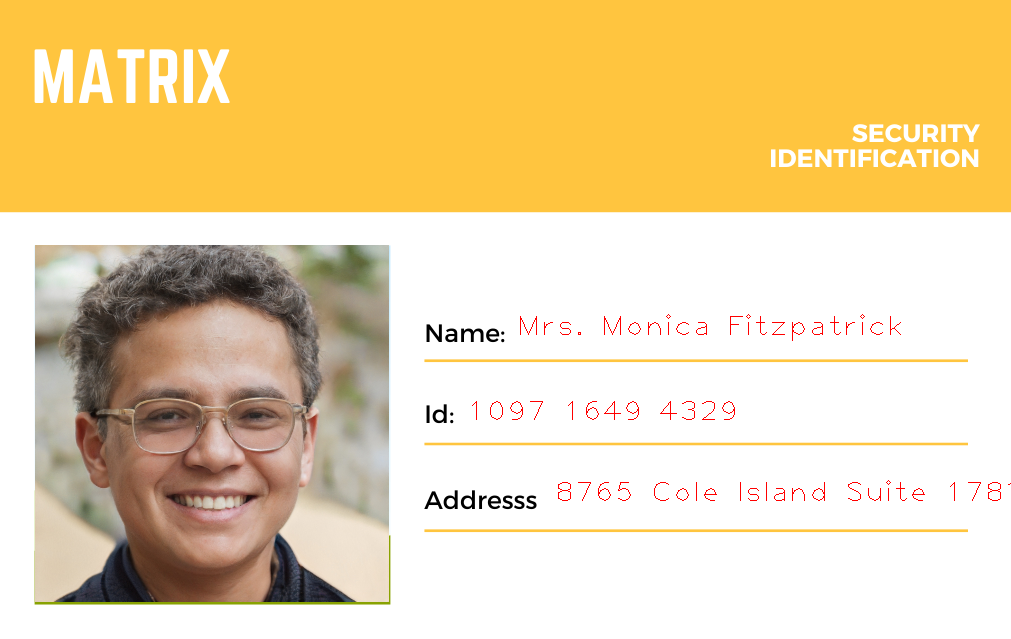 MATRIX
SECURITY
IDENTIFICATION
Name: Mrs. Monica Fitzpatrick
Id: 1097 1649 4329
Addresss 8765 Cole Island Suite